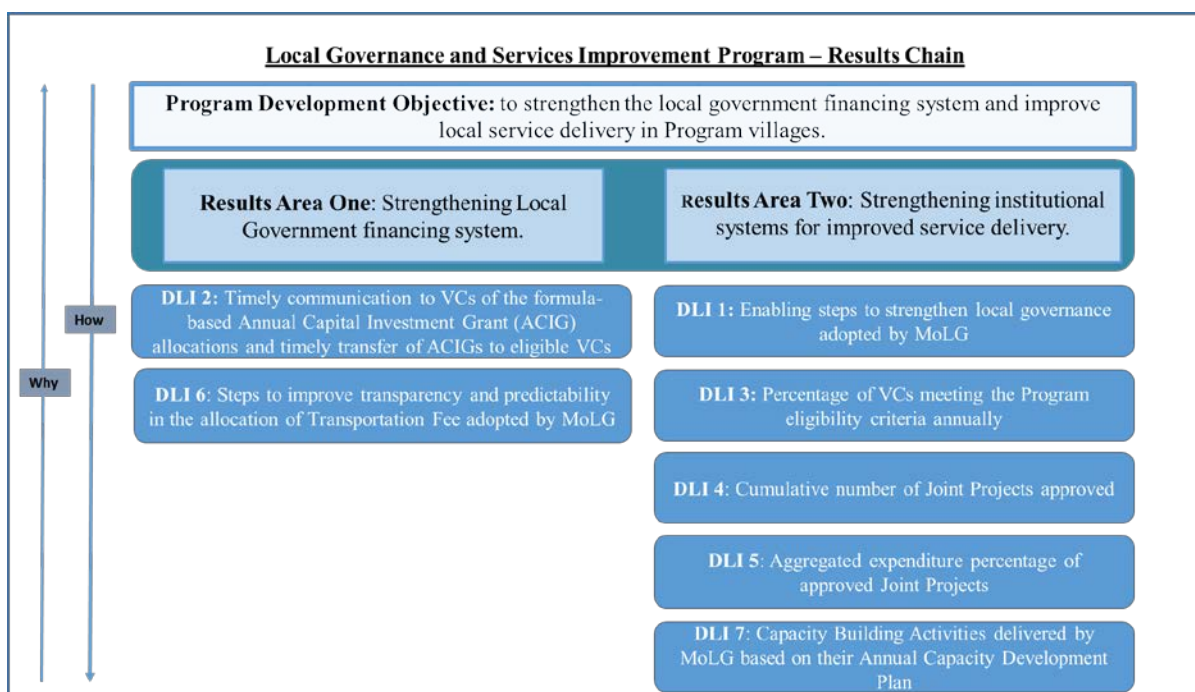 Local Governance and Services Improvement Program – Results Chain
Program Development Objective: to strengthen the local government financing system and improve
local service delivery in Program villages.
Results Area One: Strengthening Local
Government financing system.
Results Area Two: Strengthening institutional
systems for improved service delivery.
How
Why
DLI 2: Timely communication to VCs of the formula-
based Annual Capital Investment Grant (ACIG)
allocations and timely transfer of ACIGs to eligible VCs
DLI 6: Steps to improve transparency and predictability
in the allocation of Transportation Fee adopted by MoLG
DLI 1: Enabling steps to strengthen local governance
adopted by MoLG
DLI 3: Percentage of VCs meeting the Program
eligibility criteria annually
DLI 4: Cumulative number of Joint Projects approved
DLI 5: Aggregated expenditure percentage of
approved Joint Projects
DLI 7: Capacity Building Activities delivered by
MoLG based on their Annual Capacity Development
Plan